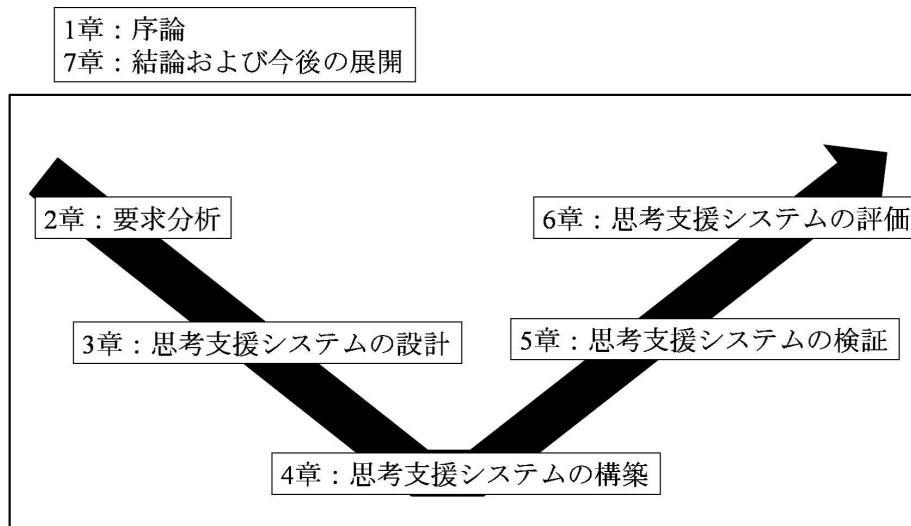 1章：序論
7章：結論および今後の展開
2章：要求分析
6章：思考支援システムの評価
3章：思考支援システムの設計
5章：思考支援システムの検証
4章：思考支援システムの構築